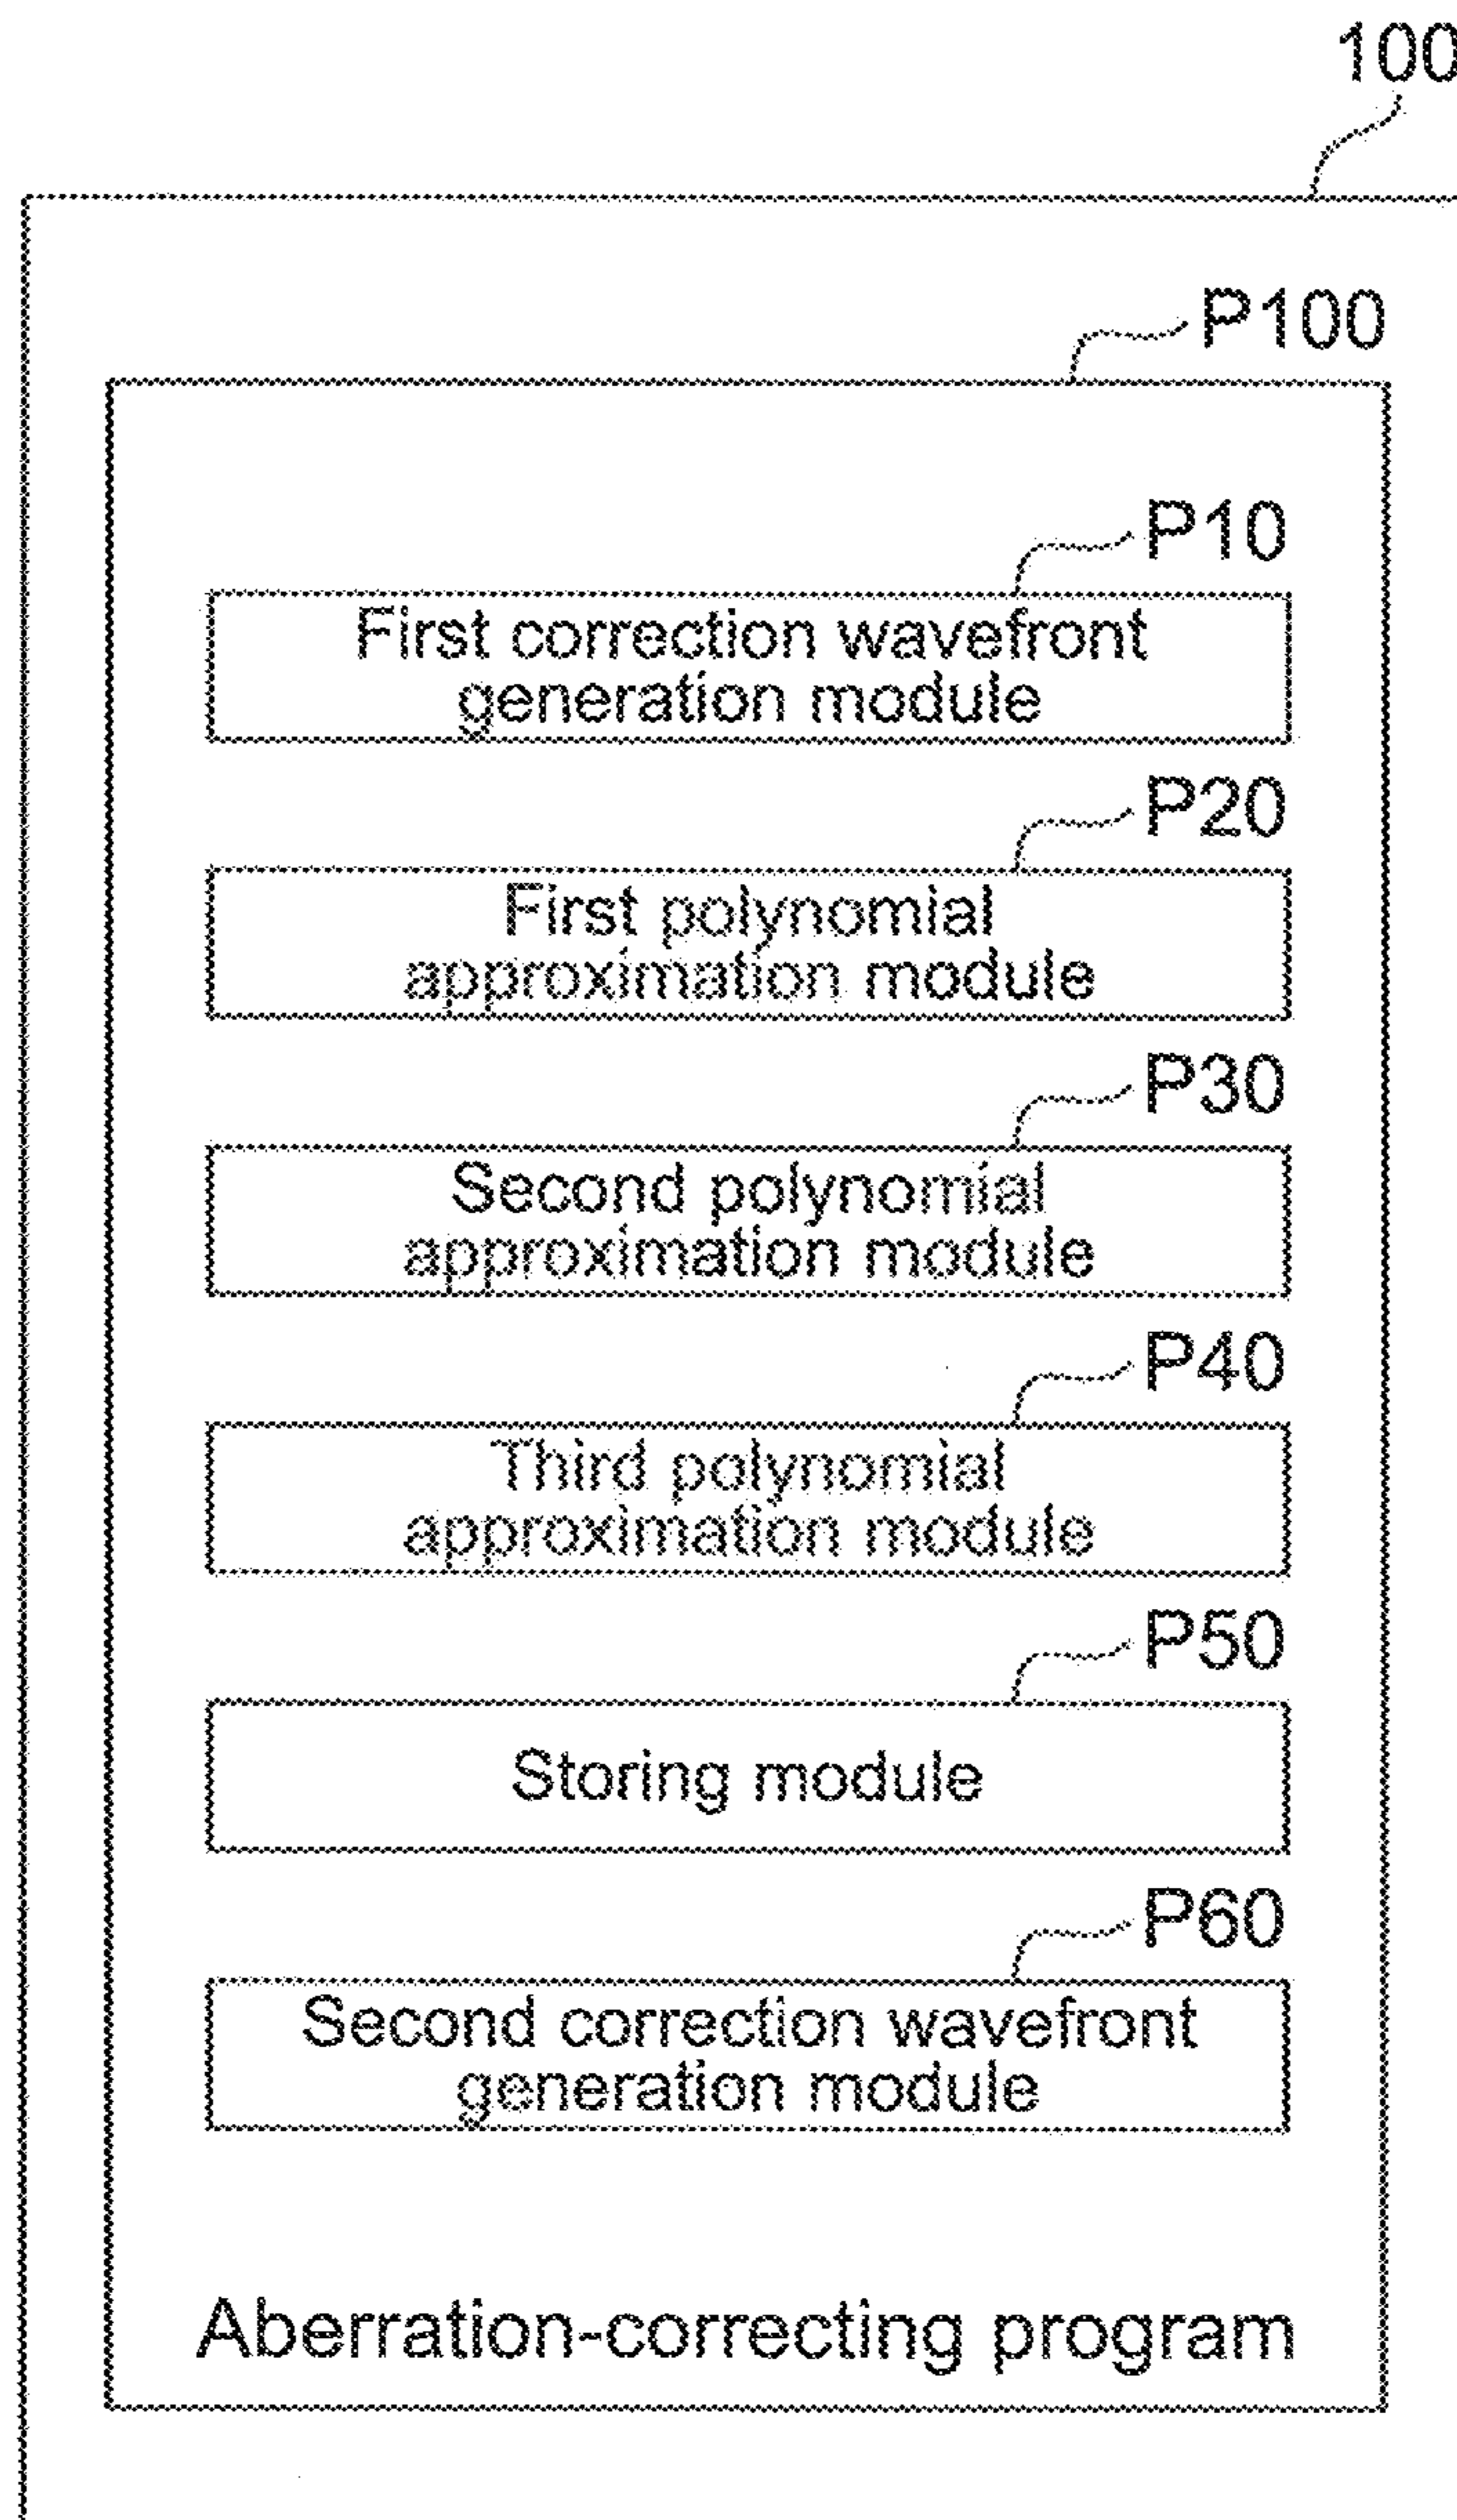 100
P100
P10
First correction wavefront
generation module
P20
First polynomial
approximation module
P30
Second polynomial
approximation module
P40
Third polynomial
approximation module
P50
Storing module
P60
Second correction wavefront
generation module
Aberration-correcting program